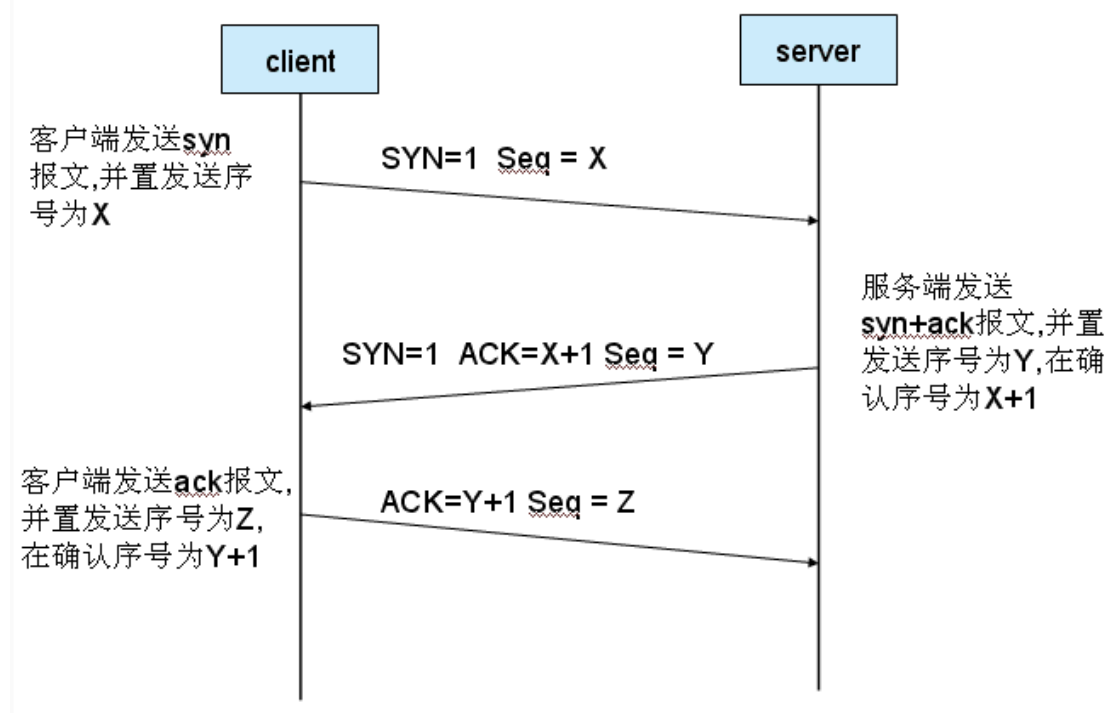 client
server
客户端发送syn
报文,并置发送序
号为X
SYN=1 Seq = X
服务端发送
syn+ack报文,并置
发送序号为Y,在确
认序号为X+1
SYN=1 ACK=X+1 Seq = Y
客户端发送ack报文,
并置发送序号为Z,
在确认序号为Y+1
ACK=Y+1 Seq = Z